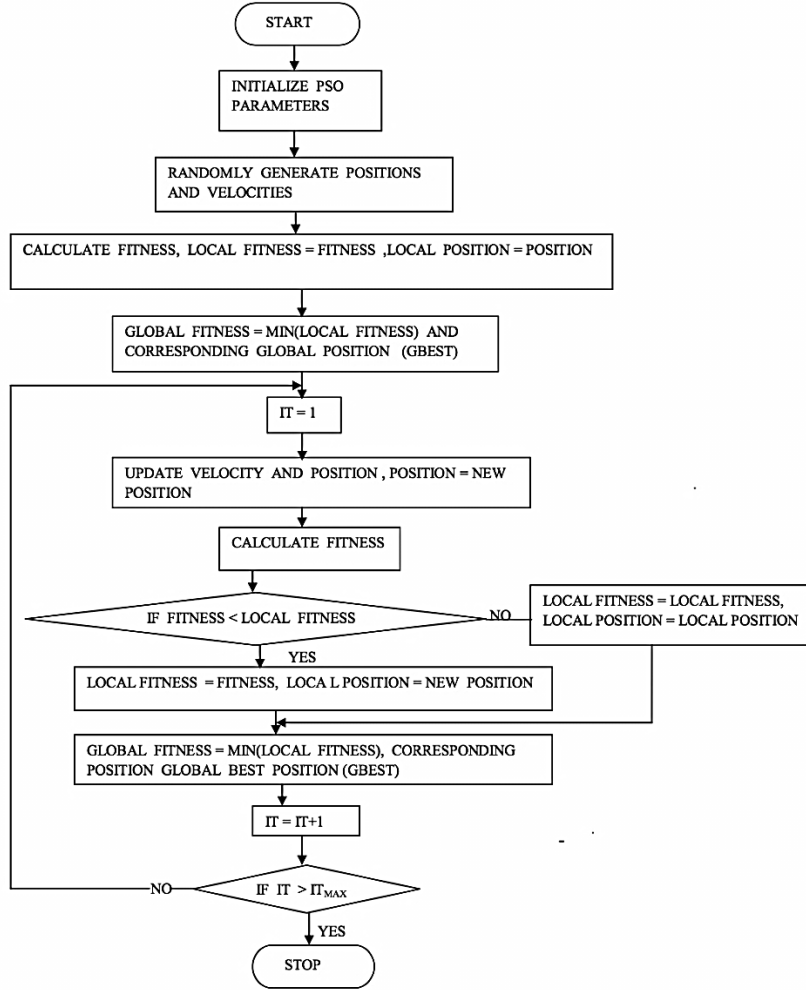 START
INITIALIZE PSO
PARAMETERS
RANDOMLY GENERATE POSITIONS
AND VELOCITIES
CALCULATE FITNESS, LOCAL FITNESS = FITNESS ,LOCAL POSITION = POSITION
GLOBAL FITNESS = MIN(LOCAL FITNESS) AND
CORRESPONDING GLOBAL POSITION (GBEST)
IT = 1
UPDATE VELOCITY AND POSITION , POSITION = NEW
POSITION
CALCULATE FITNESS
IF FITNESS < LOCAL FITNESS
NO
LOCAL FITNESS = LOCAL FITNESS,
LOCAL POSITION = LOCAL POSITION
YES
LOCAL FITNESS = FITNESS, LOCA L POSITION = NEW POSITION
GLOBAL FITNESS = MIN(LOCAL FITNESS), CORRESPONDING
POSITION GLOBAL BEST POSITION (GBEST)
IT = IT+1
NO
IF IT > ITMAX
YES
STOP